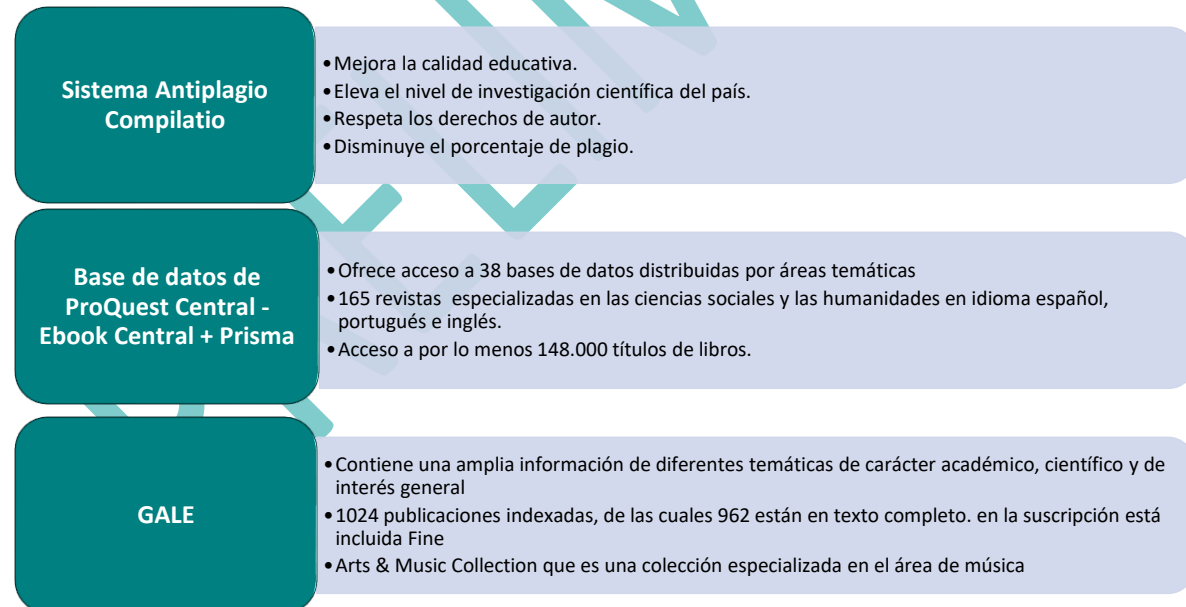 Sistema Antiplagio
Compilatio
•Mejora la calidad educativa.
•Eleva el nivel de investigación científica del país.
•Respeta los derechos de autor.
•Disminuye el porcentaje de plagio.
Base de datos de
ProQuest Central -
Ebook Central + Prisma
•Ofrece acceso a 38 bases de datos distribuidas por áreas temáticas
•165 revistas especializadas en las ciencias sociales y las humanidades en idioma español,
portugués e inglés.
•Acceso a por lo menos 148.000 títulos de libros.
GALE
•Contiene una amplia información de diferentes temáticas de carácter académico, científico y de
interés general
•1024 publicaciones indexadas, de las cuales 962 están en texto completo. en la suscripción está
incluida Fine
•Arts & Music Collection que es una colección especializada en el área de música